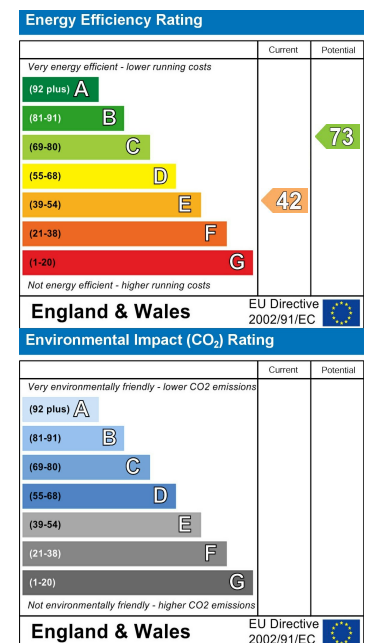 Energy Efficiency Rating
Current Potential
Very energy efficient - lower running costs
(92 plus) A
(81-91) B
(69-80) C
73
(55-68) D
(39-54) E
42
(21-38) F
(1-20) G
Not energy efficient - higher running costs
England & Wales
EU Directive
2002/91/EC
Environmental Impact (CO₂) Rating
Current Potential
Very environmentally friendly - lower CO2 emissions
(92 plus) A
(81-91) B
(69-80) C
(55-68) D
(39-54) E
(21-38) F
(1-20) G
Not environmentally friendly - higher CO2 emissions
England & Wales
EU Directive
2002/91/EC